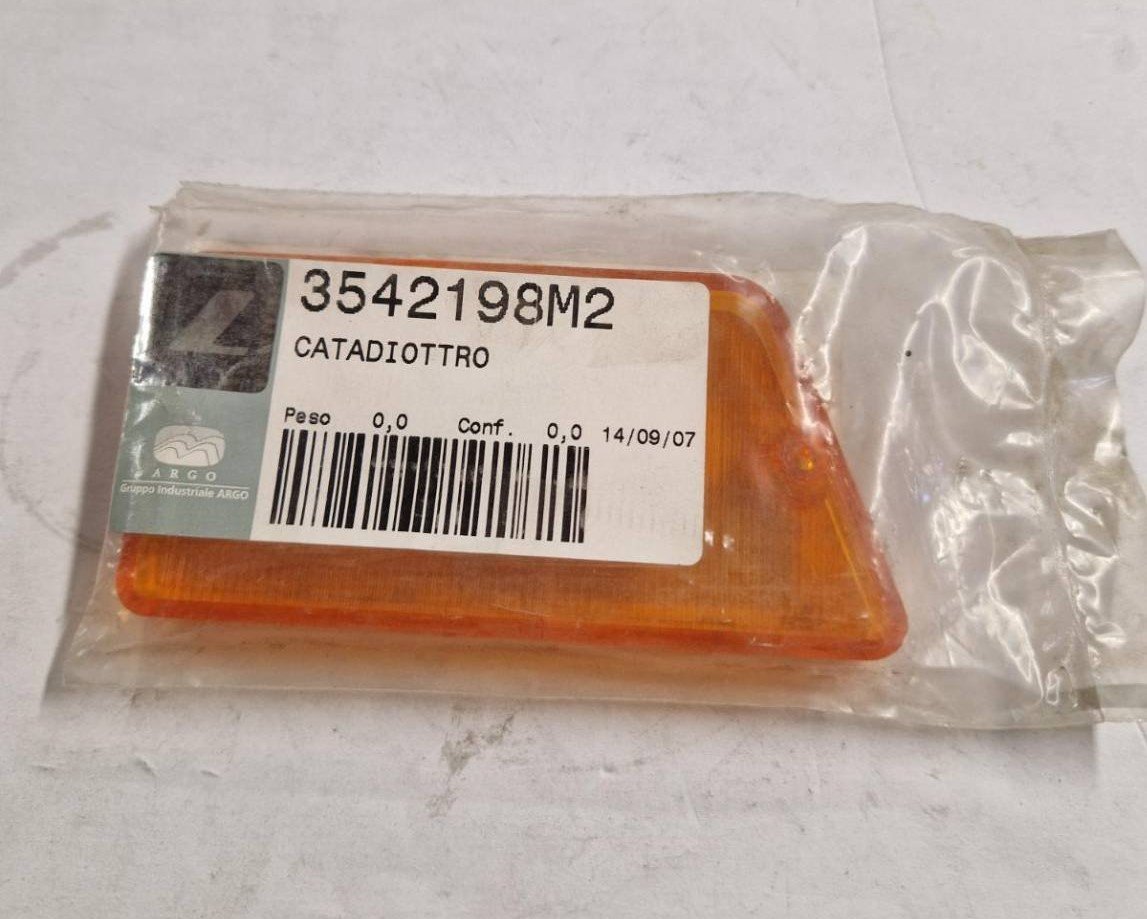 3542198M2
CATADIOTTRO
Peso 0,0 Conf. 0,0 14/09/07
ARGO
Gruppo Industriale ARGO